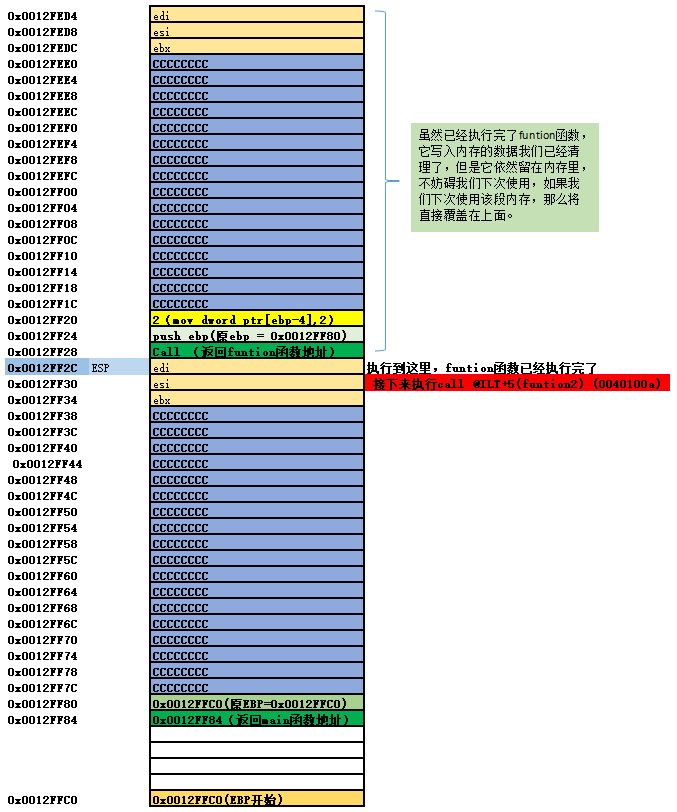 0x0012FED4 edi
0x0012FED8 esi
0x0012FEDC ebx
0x0012FEE0 CCCCCCCC
0x0012FEE4 CCCCCCCC
0x0012FEE8 CCCCCCCC
0x0012FEEC CCCCCCCC
0x0012FEF0 CCCCCCCC
0x0012FEF4 CCCCCCCC
0x0012FEF8 CCCCCCCC
0x0012FEFC CCCCCCCC
0x0012FF00 CCCCCCCC
0x0012FF04 CCCCCCCC
0x0012FF08 CCCCCCCC
0x0012FF0C CCCCCCCC
0x0012FF10 CCCCCCCC
0x0012FF14 CCCCCCCC
0x0012FF18 CCCCCCCC
0x0012FF1C CCCCCCCC
0x0012FF20 2（mov dword ptr[ebp-4],2）
0x0012FF24 push ebp(原ebp = 0x0012FF80)
0x0012FF28 Call （返回funtion函数地址）
虽然已经执行完了funtion函数，
它写入内存的数据我们已经清
理了，但是它依然留在内存里，
不妨碍我们下次使用，如果我
们下次使用该段内存，那么将
直接覆盖在上面。
0x0012FF2C ESP edi 执行到这里，funtion函数已经执行完了
0x0012FF30 esi 接下来执行call @ILT+5(funtion2) (0040100a)
0x0012FF34 ebx
0x0012FF38 CCCCCCCC
0x0012FF3C CCCCCCCC
0x0012FF40 CCCCCCCC
0x0012FF44 CCCCCCCC
0x0012FF48 CCCCCCCC
0x0012FF4C CCCCCCCC
0x0012FF50 CCCCCCCC
0x0012FF54 CCCCCCCC
0x0012FF58 CCCCCCCC
0x0012FF5C CCCCCCCC
0x0012FF60 CCCCCCCC
0x0012FF64 CCCCCCCC
0x0012FF68 CCCCCCCC
0x0012FF6C CCCCCCCC
0x0012FF70 CCCCCCCC
0x0012FF74 CCCCCCCC
0x0012FF78 CCCCCCCC
0x0012FF7C CCCCCCCC
0x0012FF80 0x0012FFC0(原EBP=0x0012FFC0)
0x0012FF84 0x0012FF84（返回main函数地址）
0x0012FFC0 0x0012FFC0(EBP开始)